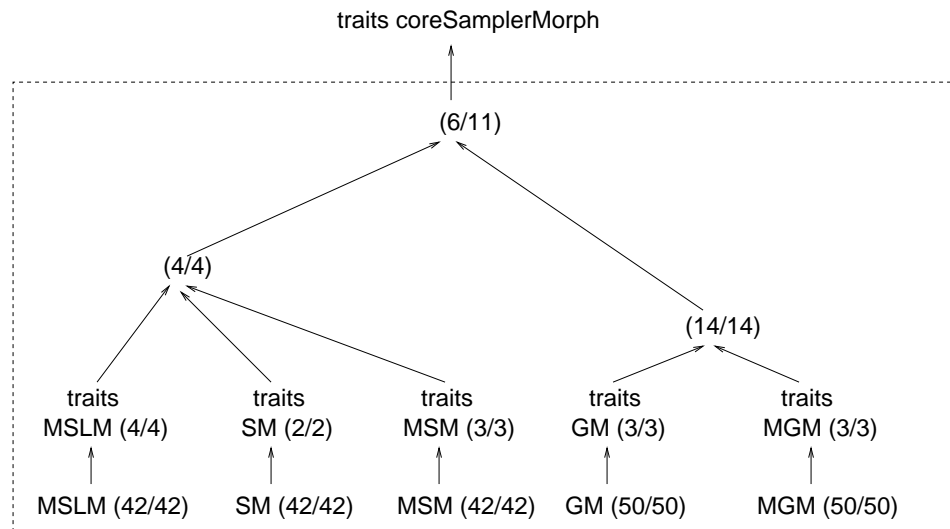 traits coreSamplerMorph
(6/11)
(4/4)
(14/14)
traits
MSLM (4/4)
traits
SM (2/2)
traits
MSM (3/3)
traits
GM (3/3)
traits
MGM (3/3)
MSLM (42/42)
SM (42/42)
MSM (42/42)
GM (50/50)
MGM (50/50)